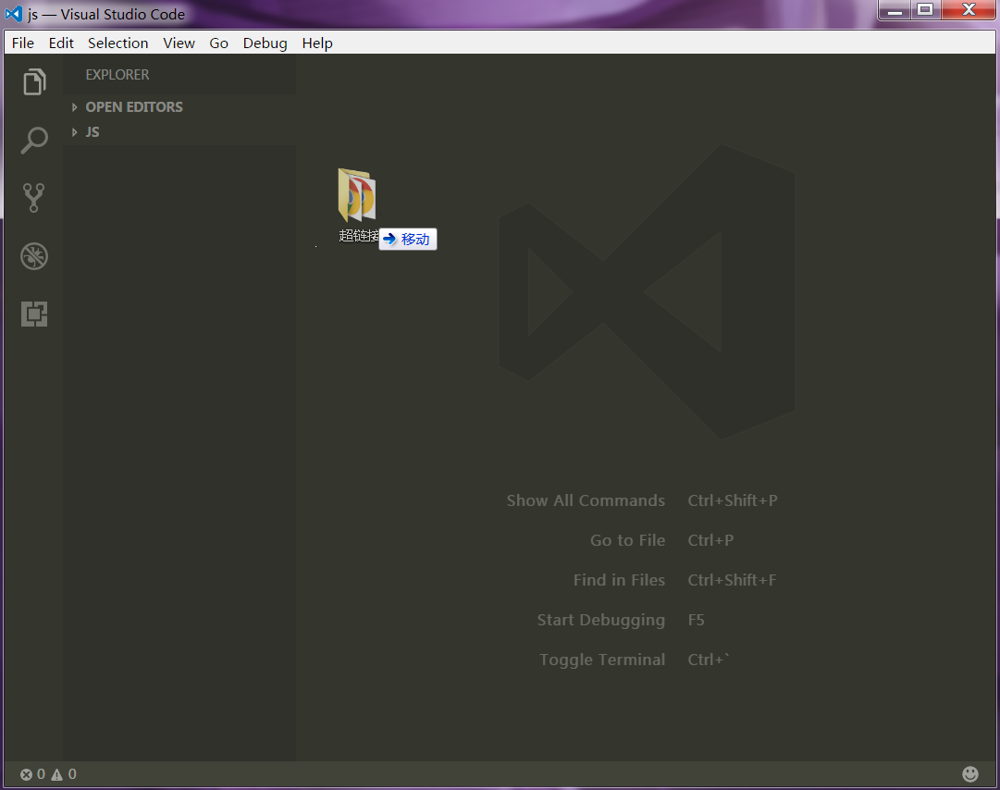 js — Visual Studio Code
File Edit Selection View Go Debug Help
EXPLORER
OPEN EDITORS
JS
超链接
移动
Show All Commands Ctrl+Shift+P
Go to File Ctrl+P
Find in Files Ctrl+Shift+F
Start Debugging F5
Toggle Terminal Ctrl+`
0 0